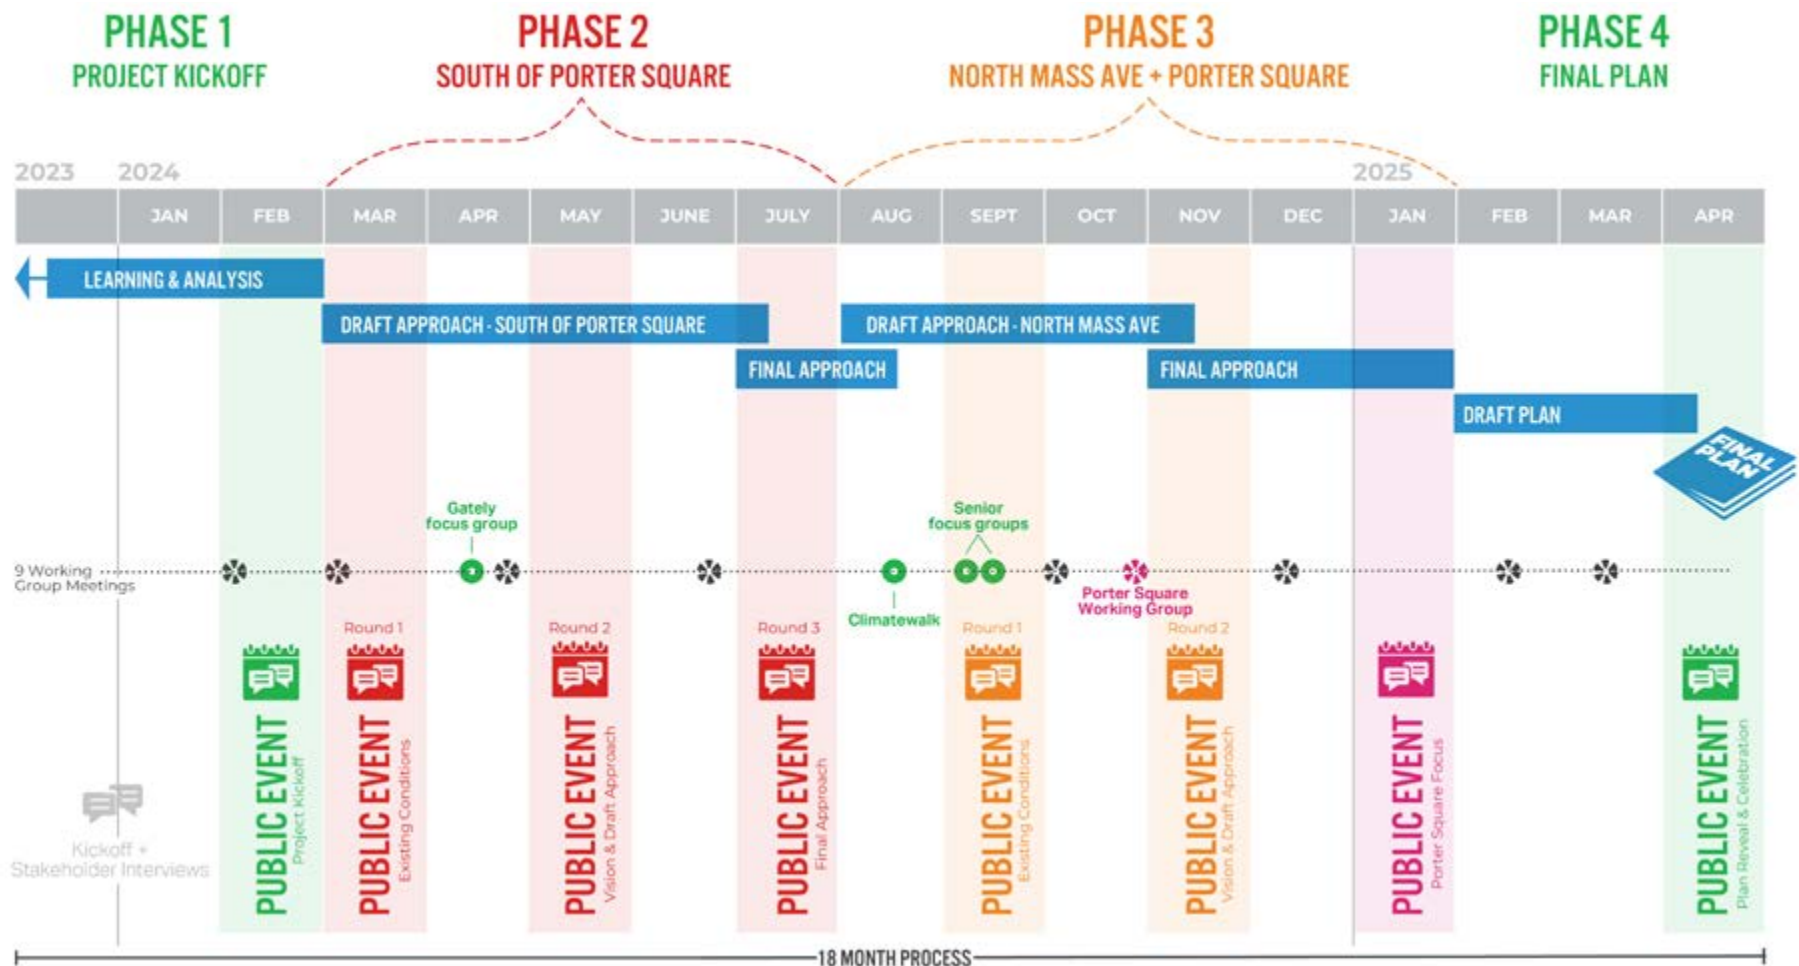 PHASE 1
PROJECT KICKOFF
PHASE 2
SOUTH OF PORTER SQUARE
PHASE 3
NORTH MASS AVE + PORTER SQUARE
PHASE 4
FINAL PLAN
2023
2024
2025
JAN
FEB
MAR
APR
MAY
JUNE
JULY
AUG
SEPT
OCT
NOV
DEC
JAN
FEB
MAR
APR
LEARNING & ANALYSIS
DRAFT APPROACH - SOUTH OF PORTER SQUARE
DRAFT APPROACH - NORTH MASS AVE
FINAL APPROACH
FINAL APPROACH
DRAFT PLAN
FINAL
PLAN
Gately
focus group
Senior
focus groups
9 Working
Group Meetings
Climatewalk
Porter Square
Working Group
Round 1
Round 2
Round 3
Round 1
Round 2
PUBLIC EVENT
Project Kickoff
PUBLIC EVENT
Existing Conditions
PUBLIC EVENT
Vision & Draft Approach
PUBLIC EVENT
Final Approach
PUBLIC EVENT
Existing Conditions
PUBLIC EVENT
Vision & Draft Approach
PUBLIC EVENT
Porter Square Focus
PUBLIC EVENT
Plan Reveal & Celebration
Kickoff +
Stakeholder Interviews
18 MONTH PROCESS